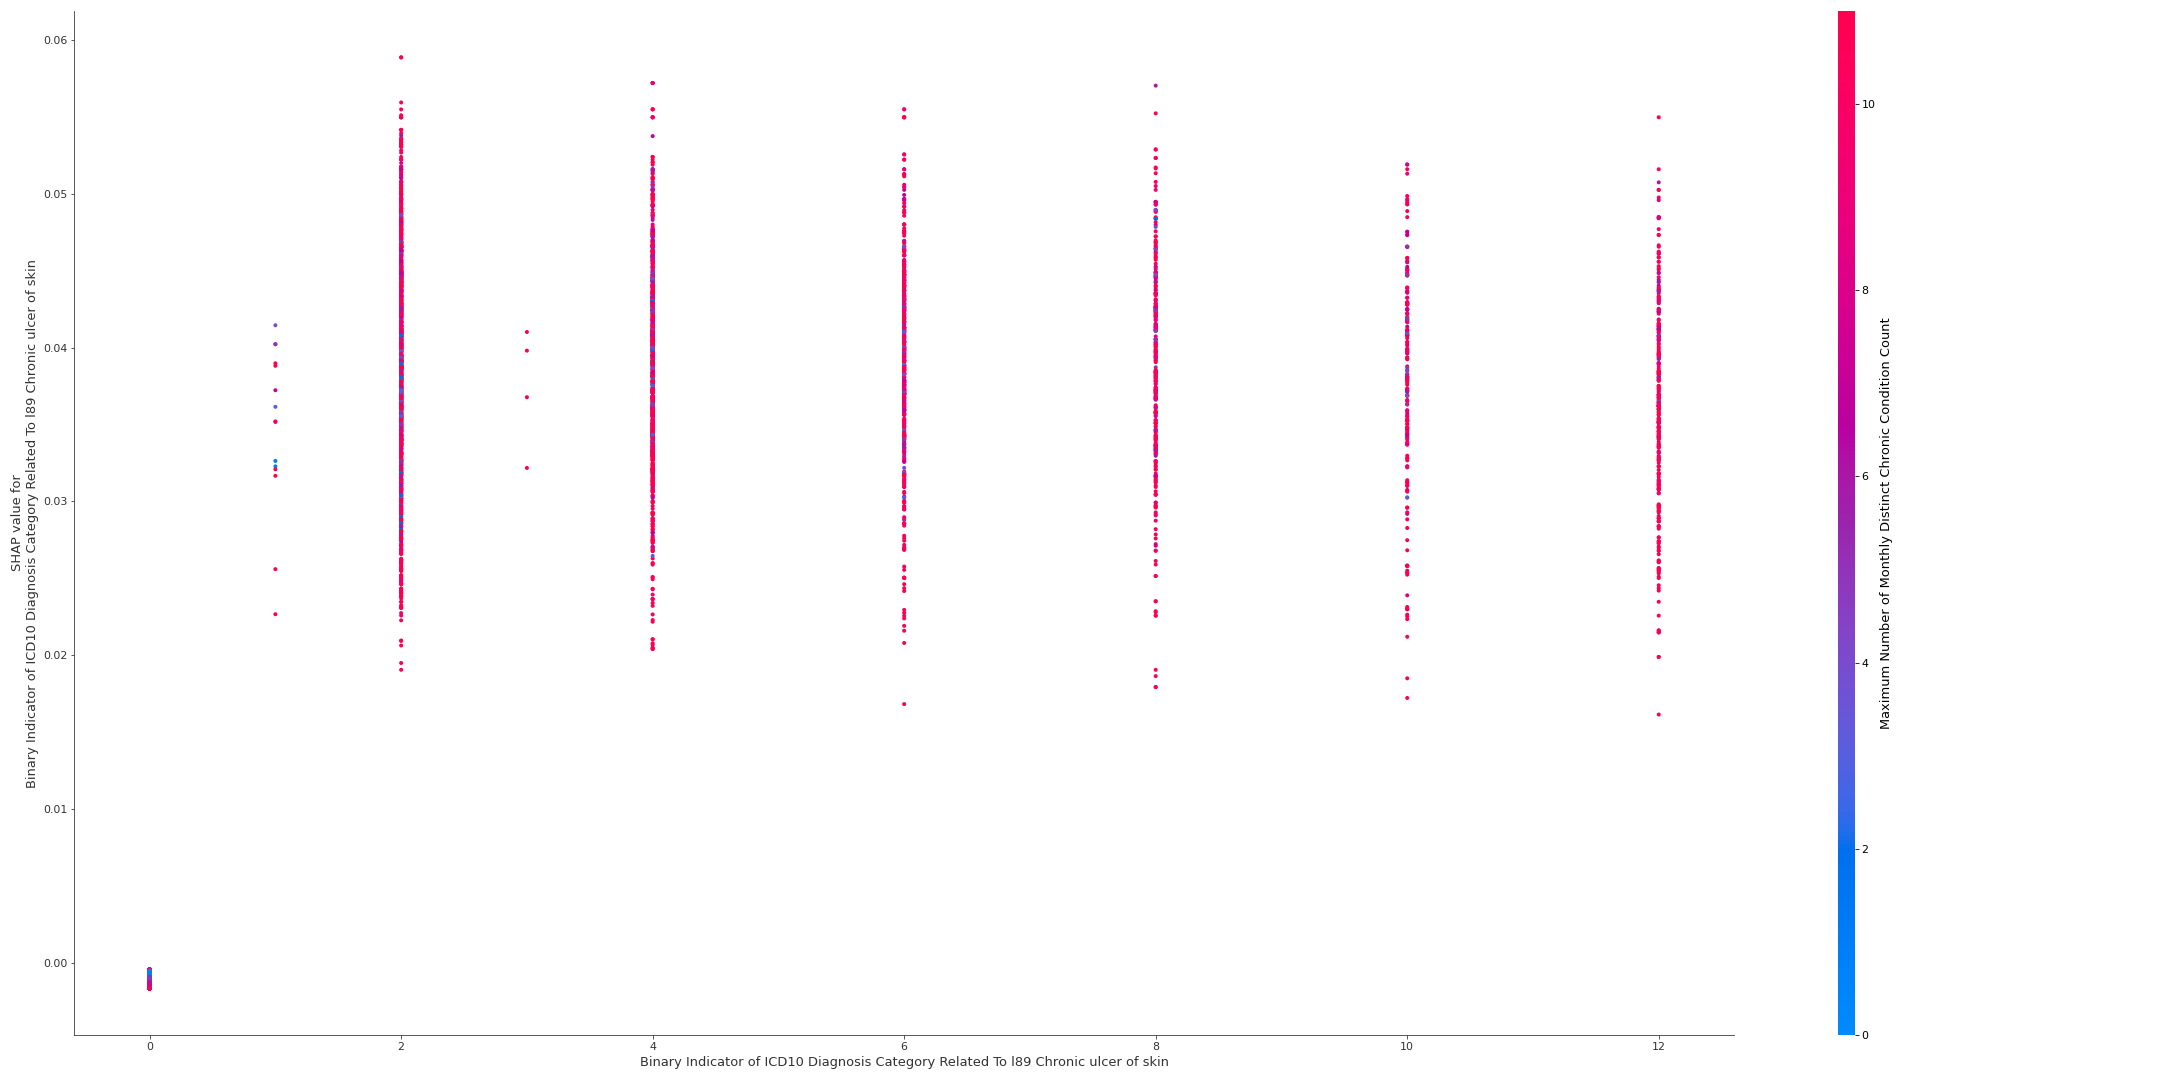 0.06
0.05
0.04
0.03
0.02
0.01
0.00
SHAP value for
Binary Indicator of ICD10 Diagnosis Category Related To l89 Chronic ulcer of skin
0 2 4 6 8 10 12
Binary Indicator of ICD10 Diagnosis Category Related To l89 Chronic ulcer of skin
10
8
6
4
2
0
Maximum Number of Monthly Distinct Chronic Condition Count